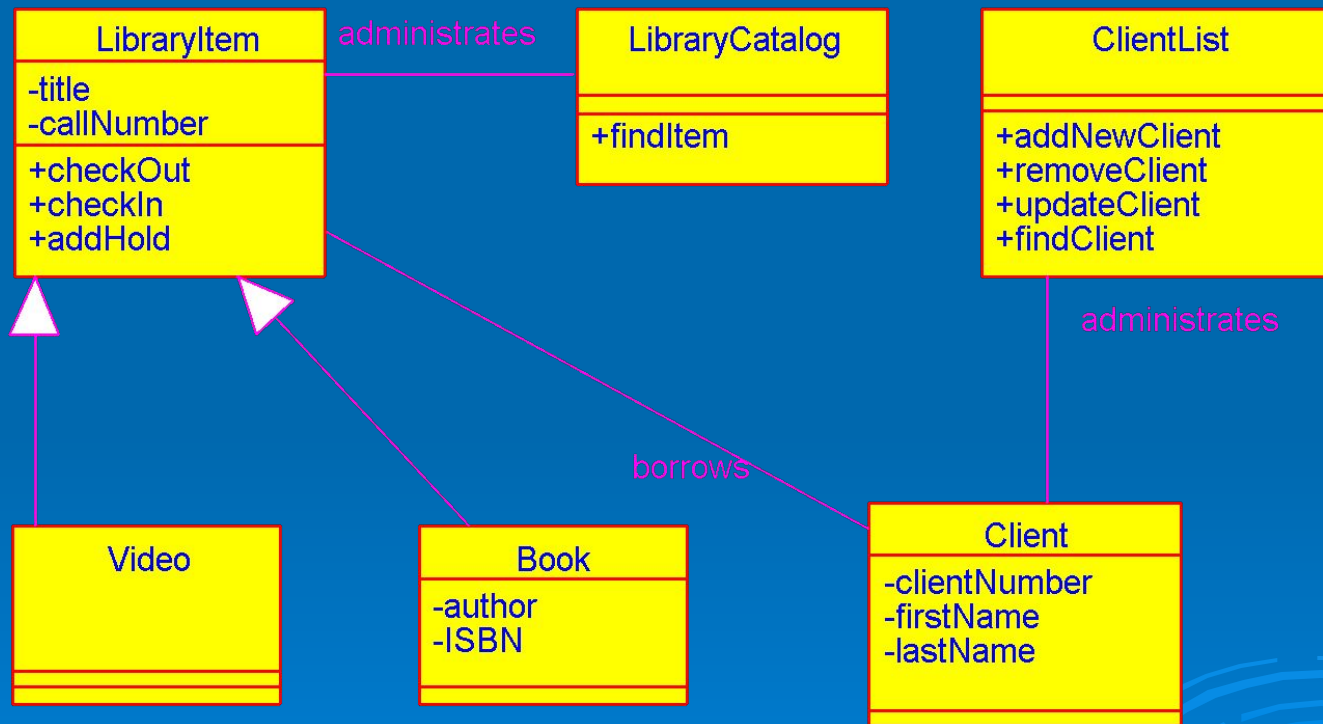 LibraryItem
-title
-callNumber
+checkOut
+checkIn
+addHold
administrates
LibraryCatalog
+findItem
ClientList
+addNewClient
+removeClient
+updateClient
+findClient
administrates
borrows
Video
Book
-author
-ISBN
Client
-clientNumber
-firstName
-lastName